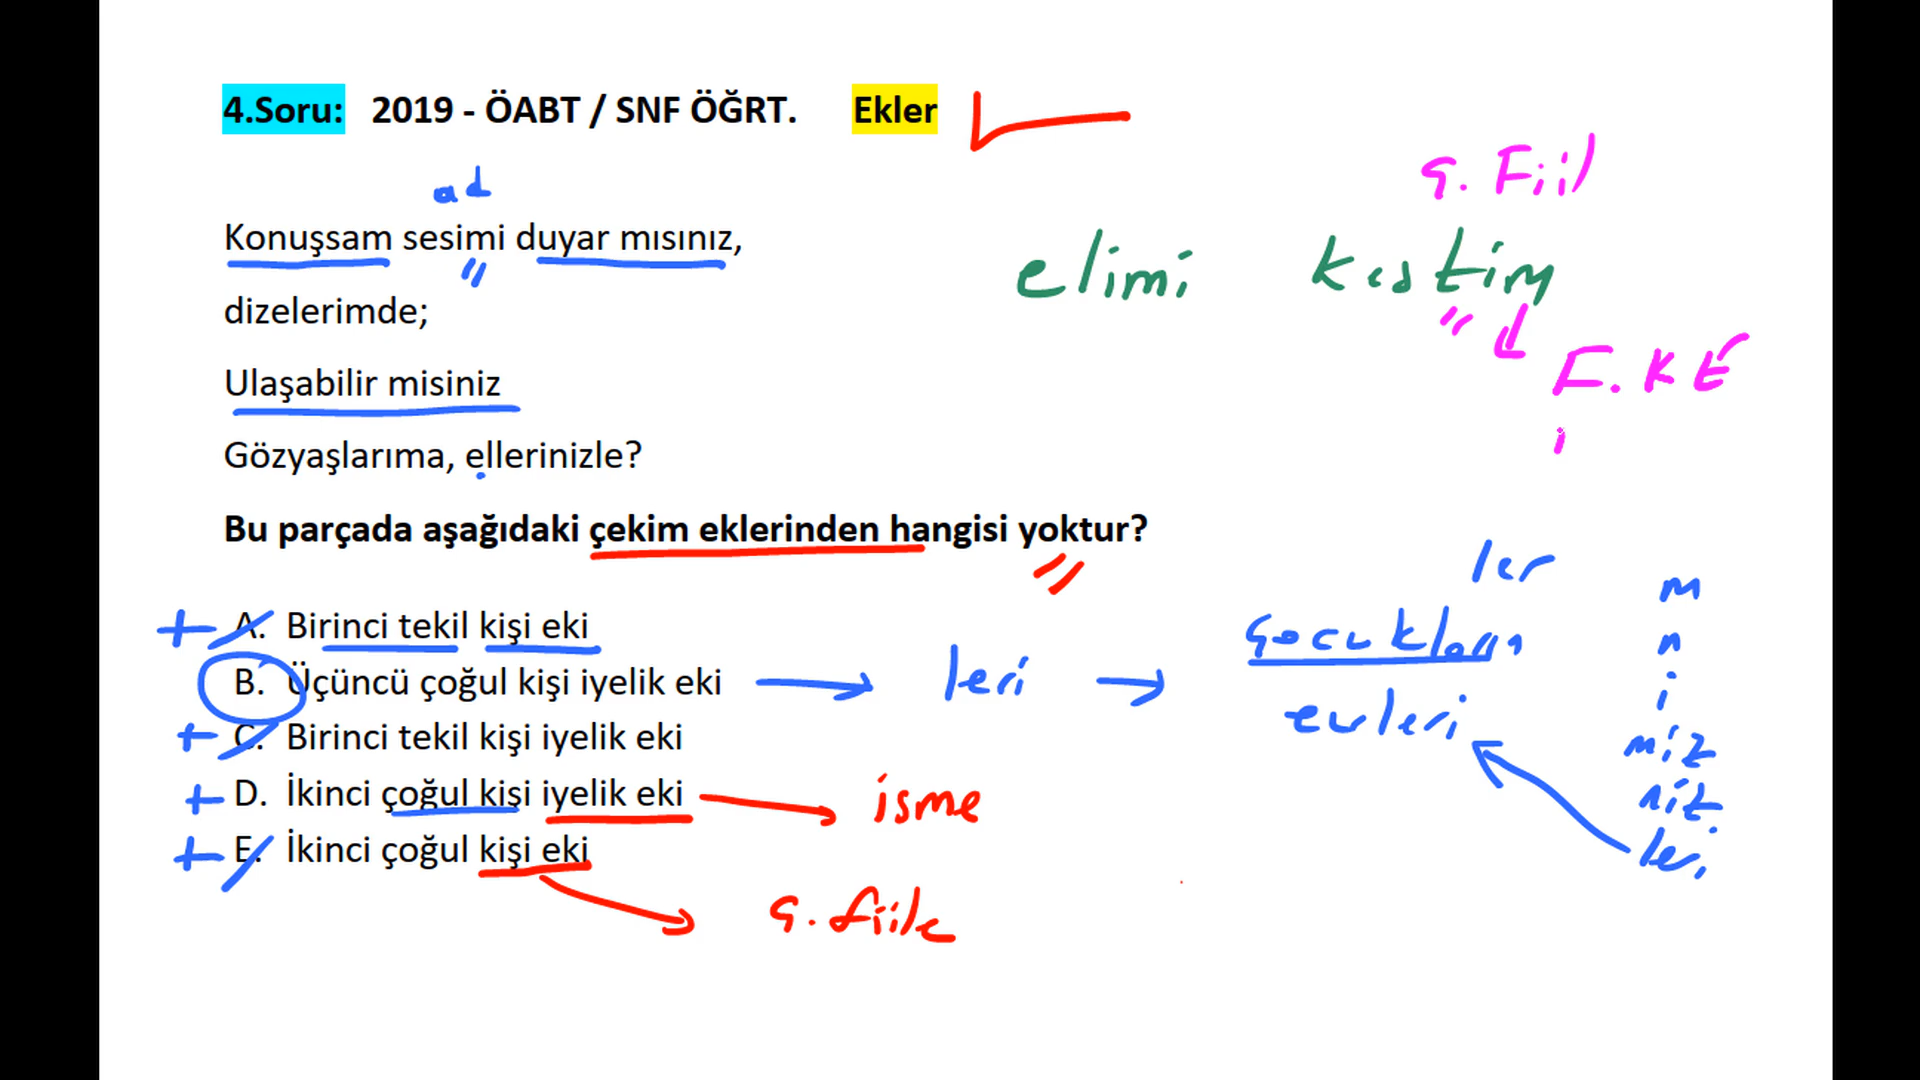 4.Soru: 2019 - ÖABT / SNF ÖĞRT. Ekler
ç. Fiil
ad
Konuşsam sesimi duyar mısınız,
elimi kestim
dizelerimde;
F. K E
Ulaşabilir misiniz
i
Gözyaşlarıma, ellerinizle?
Bu parçada aşağıdaki çekim eklerinden hangisi yoktur?
ler
m
+ A. Birinci tekil kişi eki
çocukların
n
B. Üçüncü çoğul kişi iyelik eki
leri
i
evleri
+ C. Birinci tekil kişi iyelik eki
miz
+ D. İkinci çoğul kişi iyelik eki
isme
niz
+ E. İkinci çoğul kişi eki
leri
ç. fiile